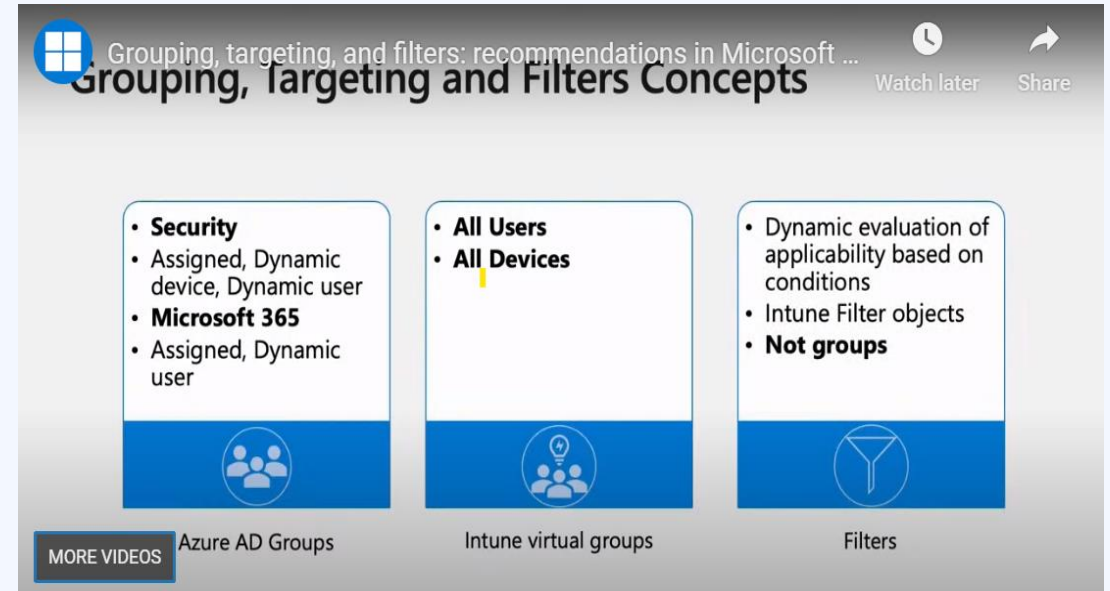 Grouping, targeting, and filters: recommendations in Microsoft ...
Watch later
Share
Grouping, Targeting and Filters Concepts
• Security
• Assigned, Dynamic
device, Dynamic user
• Microsoft 365
• Assigned, Dynamic
user
• All Users
• All Devices
• Dynamic evaluation of
applicability based on
conditions
• Intune Filter objects
• Not groups
Azure AD Groups
Intune virtual groups
Filters
MORE VIDEOS